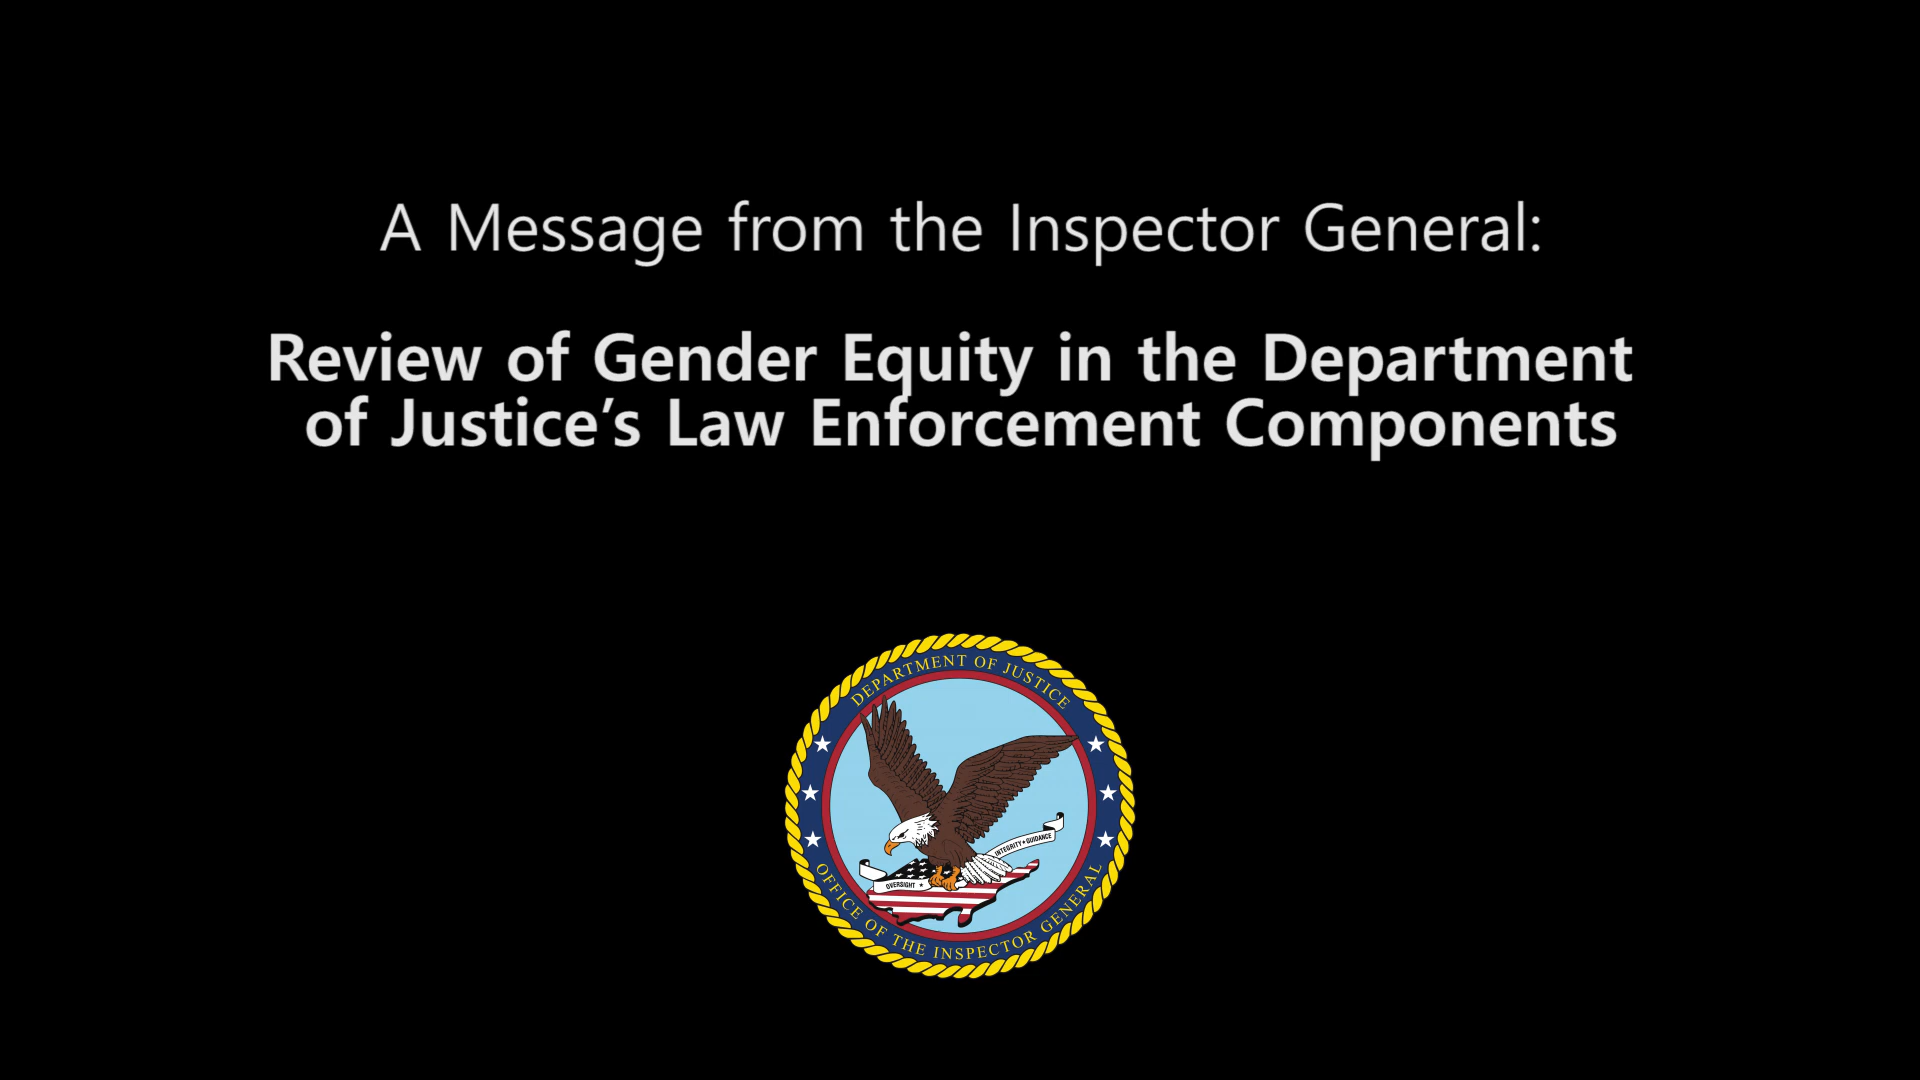 A Message from the Inspector General:
Review of Gender Equity in the Department
of Justice’s Law Enforcement Components
DEPARTMENT OF JUSTICE
INTEGRITY★GUIDANCE
OVERSIGHT ★
OFFICE OF THE INSPECTOR GENERAL